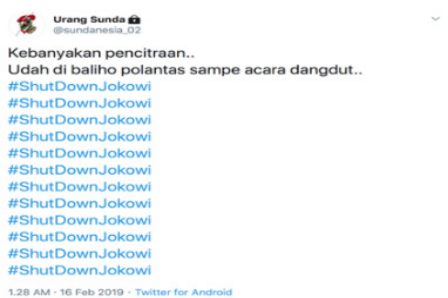 Urang Sunda
@sundanesia_02
Kebanyakan pencitraan..
Udah di baliho polantas sampe acara dangdut..
#ShutDownJokowi
#ShutDownJokowi
#ShutDownJokowi
#ShutDownJokowi
#ShutDownJokowi
#ShutDownJokowi
#ShutDownJokowi
#ShutDownJokowi
#ShutDownJokowi
#ShutDownJokowi
#ShutDownJokowi
#ShutDownJokowi
1.28 AM · 16 Feb 2019 · Twitter for Android